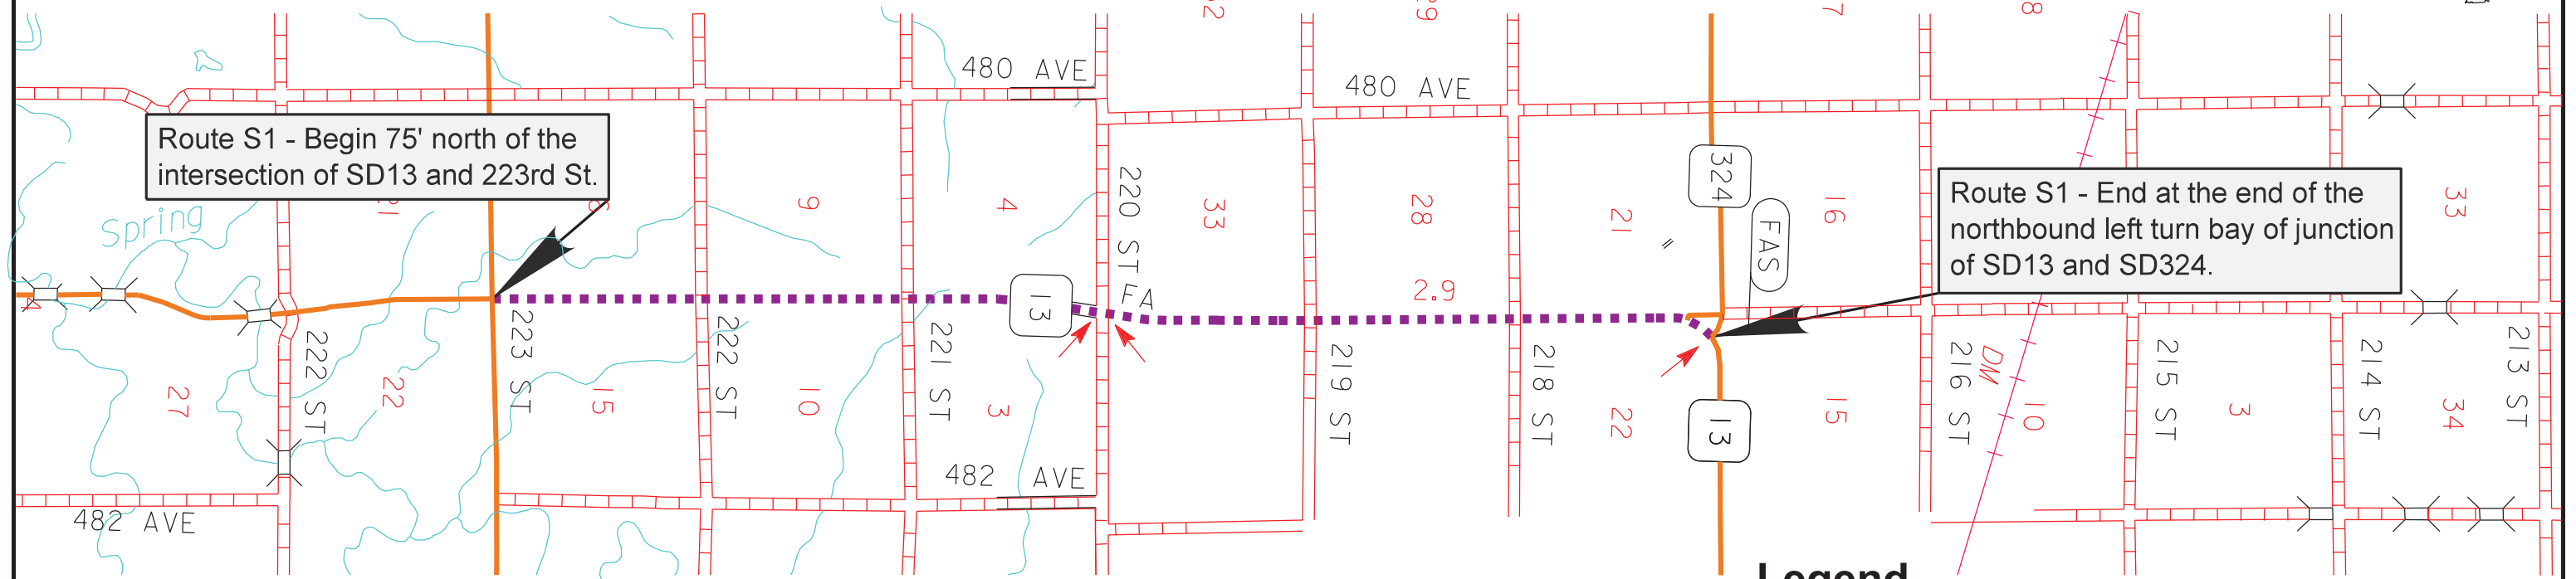 480 AVE
480 AVE
Route S1 - Begin 75' north of the
intersection of SD13 and 223rd St.
Route S1 - End at the end of the
northbound left turn bay of junction
of SD13 and SD324.
Spring
9
4
220 ST
33
28
21
324
FAS
16
33
2.9
FA
13
222 ST
223 ST
222 ST
221 ST
219 ST
218 ST
216 ST
DM
215 ST
214 ST
213 ST
27
22
15
10
3
22
13
15
10
3
34
482 AVE
482 AVE
Legend